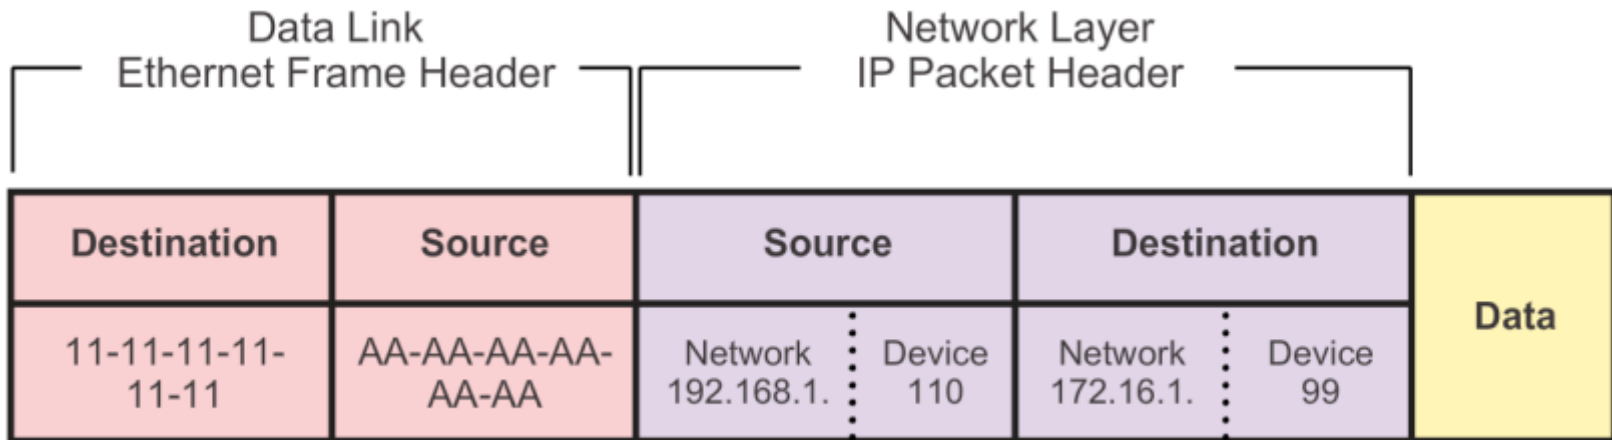 Data Link
Ethernet Frame Header
Network Layer
IP Packet Header
Destination
Source
Source
Destination
Data
11-11-11-11-
11-11
AA-AA-AA-AA-
AA-AA
Network
192.168.1.
Device
110
Network
172.16.1.
Device
99